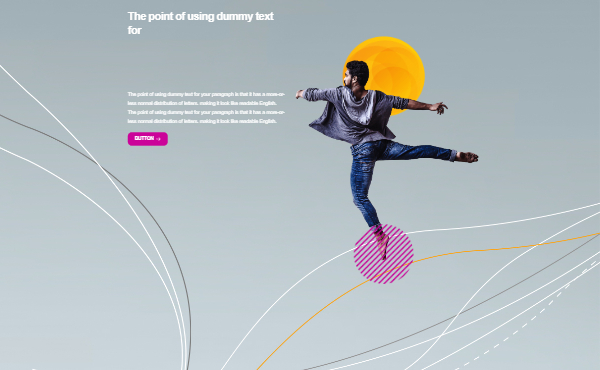 The point of using dummy text
for
The point of using dummy text for your paragraph is that it has a more-or-
less normal distribution of letters. making it look like readable English.
The point of using dummy text for your paragraph is that it has a more-or-
less normal distribution of letters. making it look like readable English.
BUTTON →